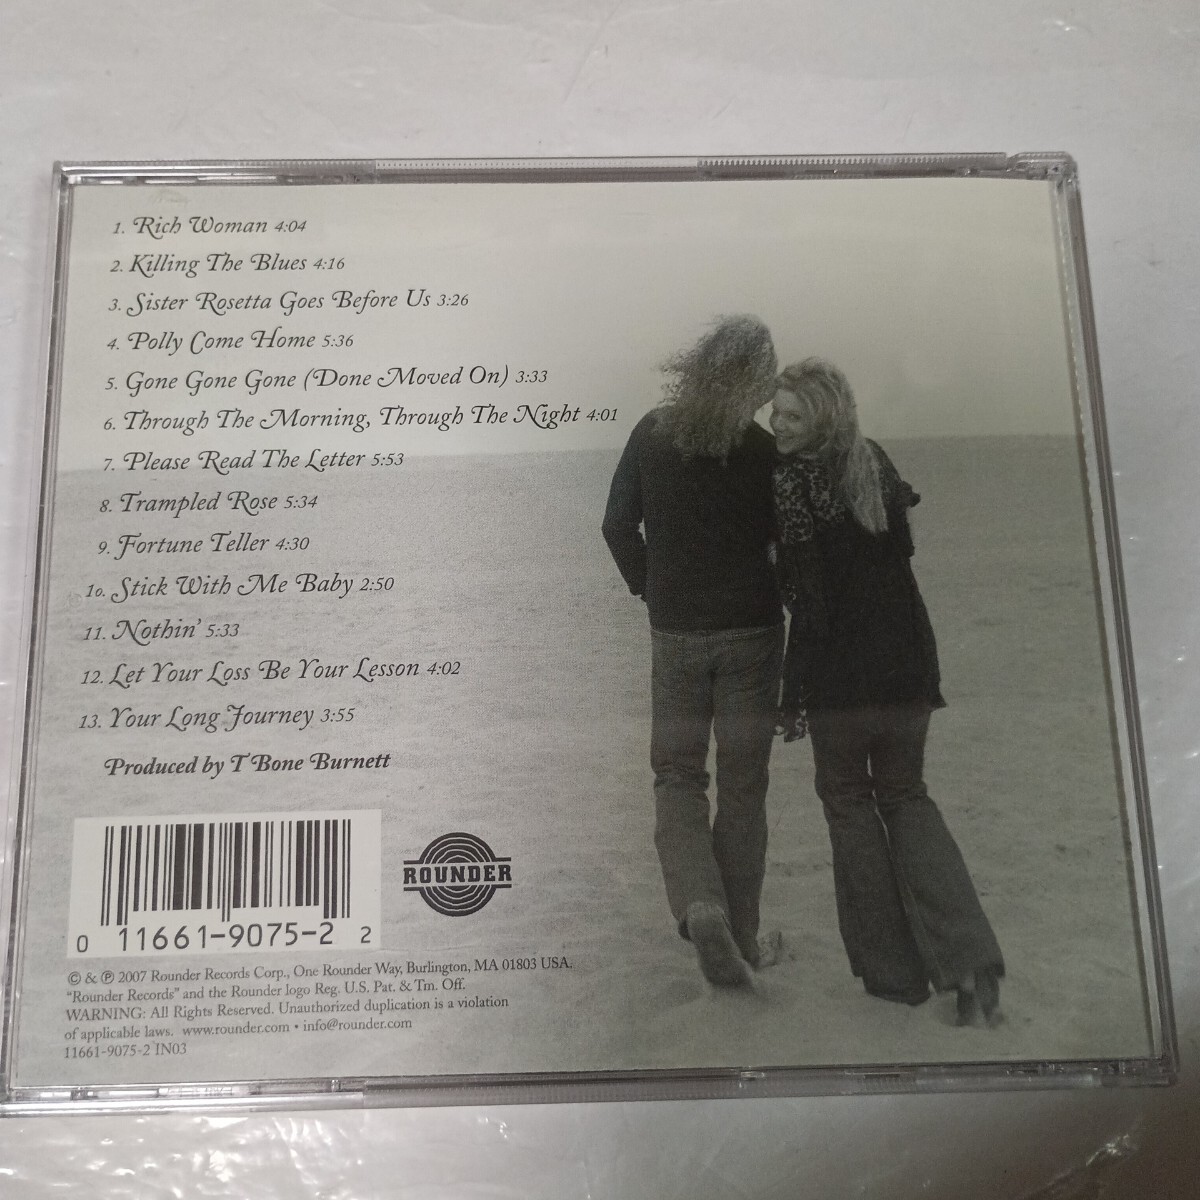 1. Rich Woman 4:04
2. Killing The Blues 4:16
3. Sister Rosetta Goes Before Us 3:26
4. Polly Come Home 5:36
5. Gone Gone Gone (Done Moved On) 3:33
6. Through The Morning, Through The Night 4:01
7. Please Read The Letter 5:53
8. Trampled Rose 5:34
9. Fortune Teller 4:30
10. Stick With Me Baby 2:50
11. Nothin' 5:33
12. Let Your Loss Be Your Lesson 4:02
13. Your Long Journey 3:55
Produced by T Bone Burnett
ROUNDER
0 11661-9075-2 2
© & ℗ 2007 Rounder Records Corp., One Rounder Way, Burlington, MA 01803 USA.
"Rounder Records" and the Rounder logo Reg. U.S. Pat. & Tm. Off.
WARNING: All Rights Reserved. Unauthorized duplication is a violation
of applicable laws. www.rounder.com • info@rounder.com
11661-9075-2 IN03